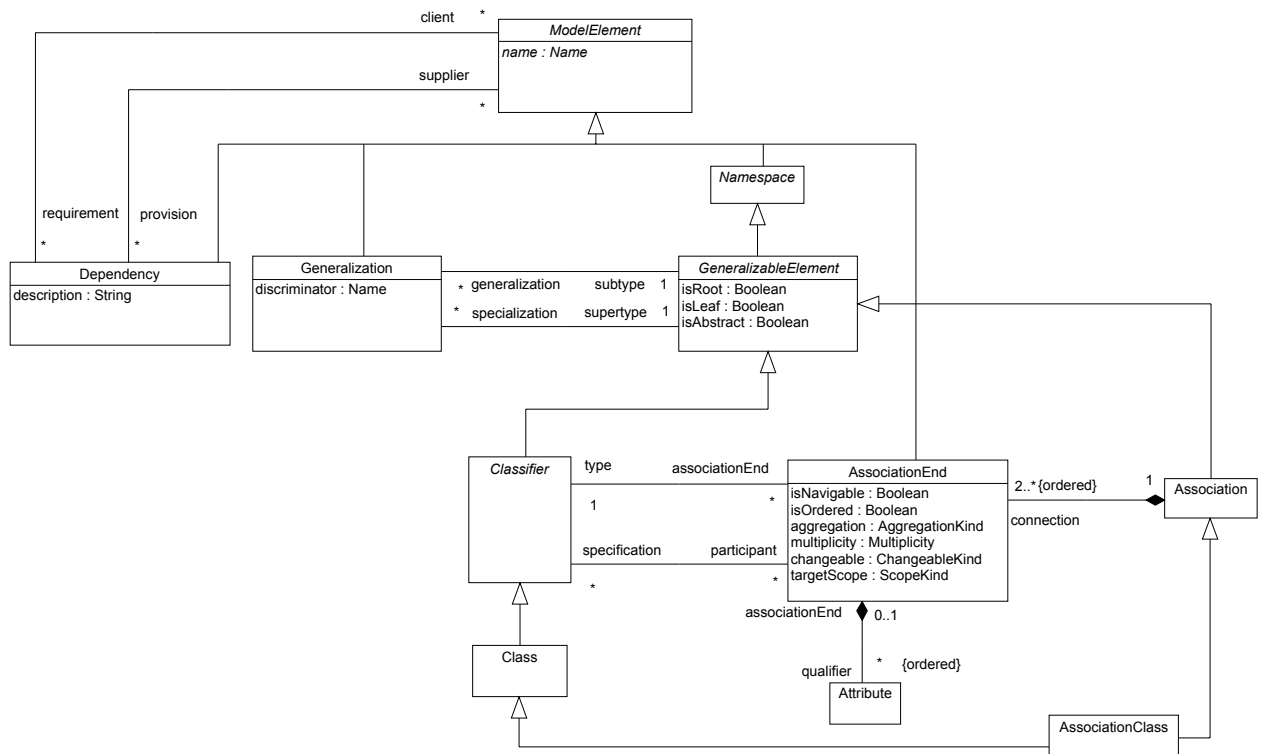 client *
ModelElement
name : Name
supplier
*
Namespace
requirement provision
* *
Dependency
description : String
Generalization
discriminator : Name
* generalization subtype 1
* specialization supertype 1
GeneralizableElement
isRoot : Boolean
isLeaf : Boolean
isAbstract : Boolean
Classifier
type associationEnd
1 *
specification participant
* *
AssociationEnd
isNavigable : Boolean
isOrdered : Boolean
aggregation : AggregationKind
multiplicity : Multiplicity
changeable : ChangeableKind
targetScope : ScopeKind
2..* {ordered} 1
connection
Association
associationEnd 0..1
Class
* {ordered}
qualifier
Attribute
AssociationClass